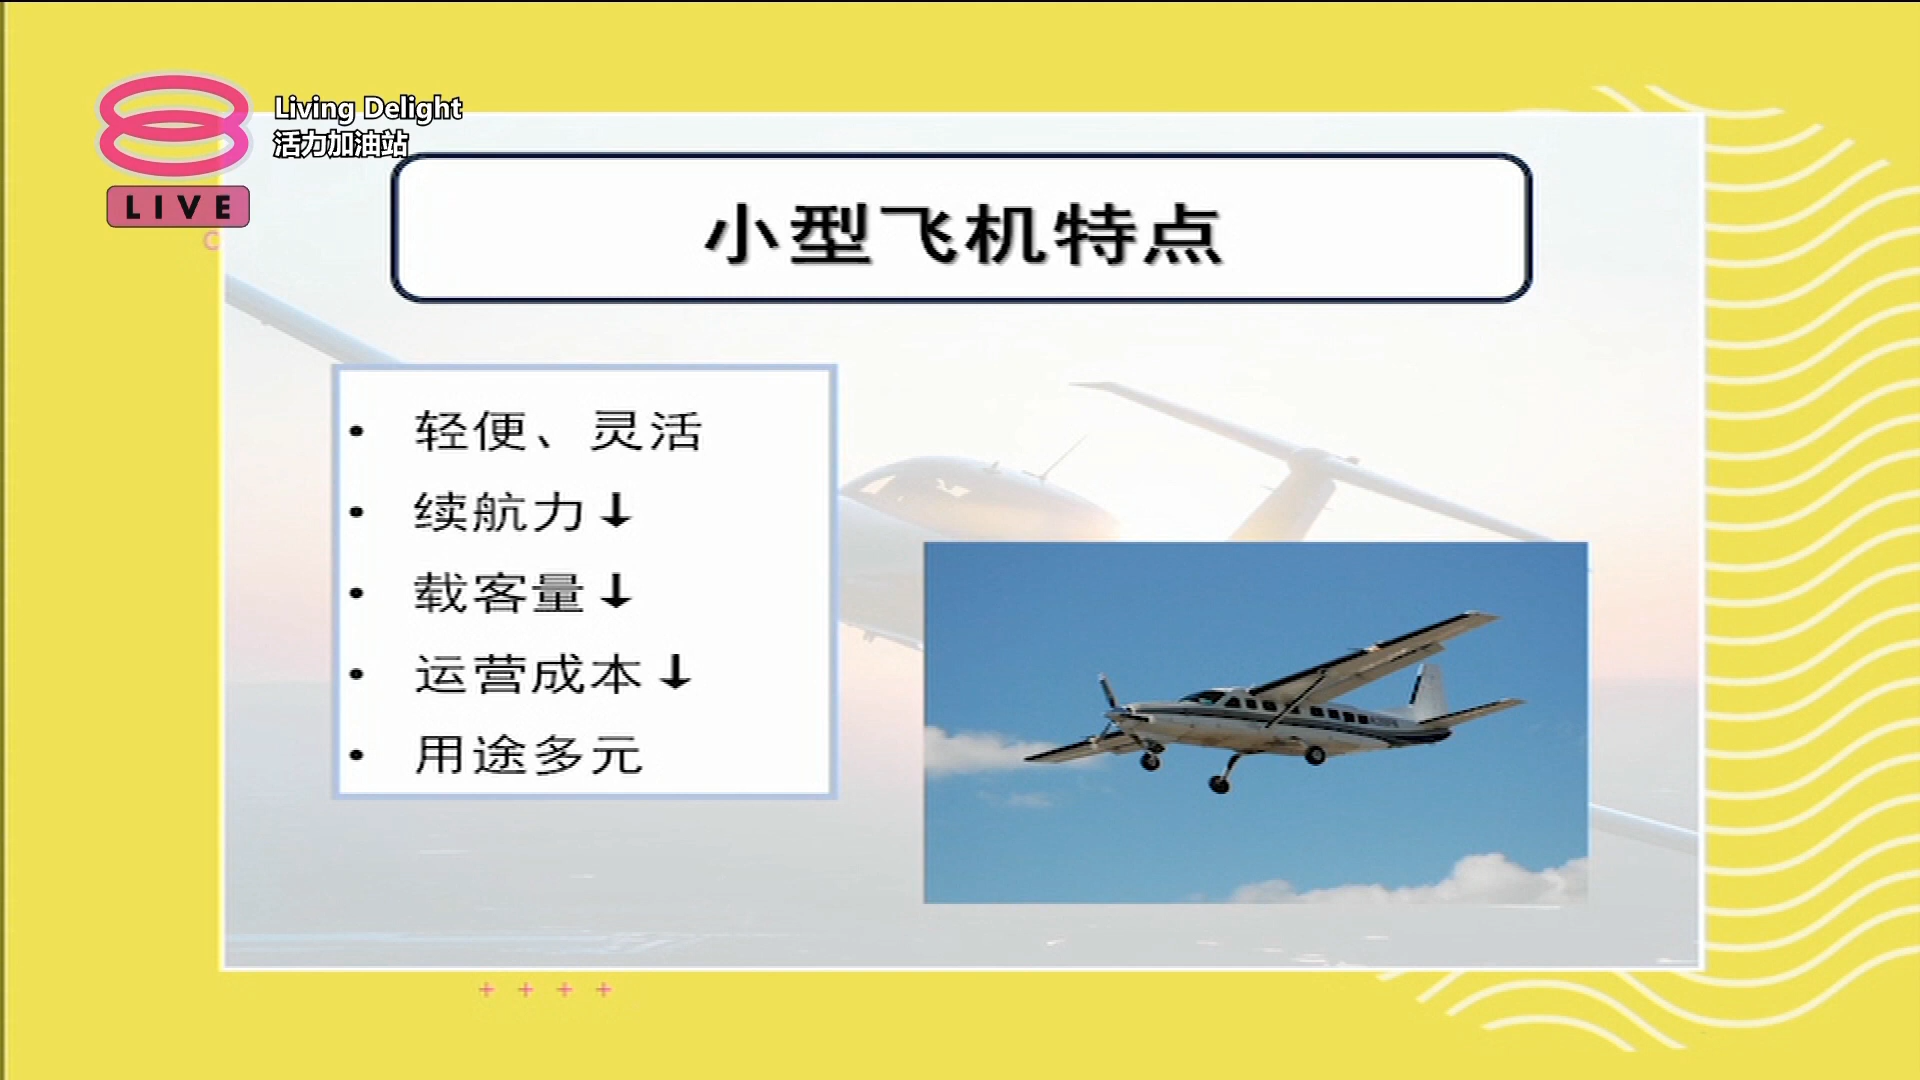 Living Delight
活力加油站
LIVE
小型飞机特点
• 轻便、灵活
• 续航力↓
• 载客量↓
• 运营成本↓
• 用途多元